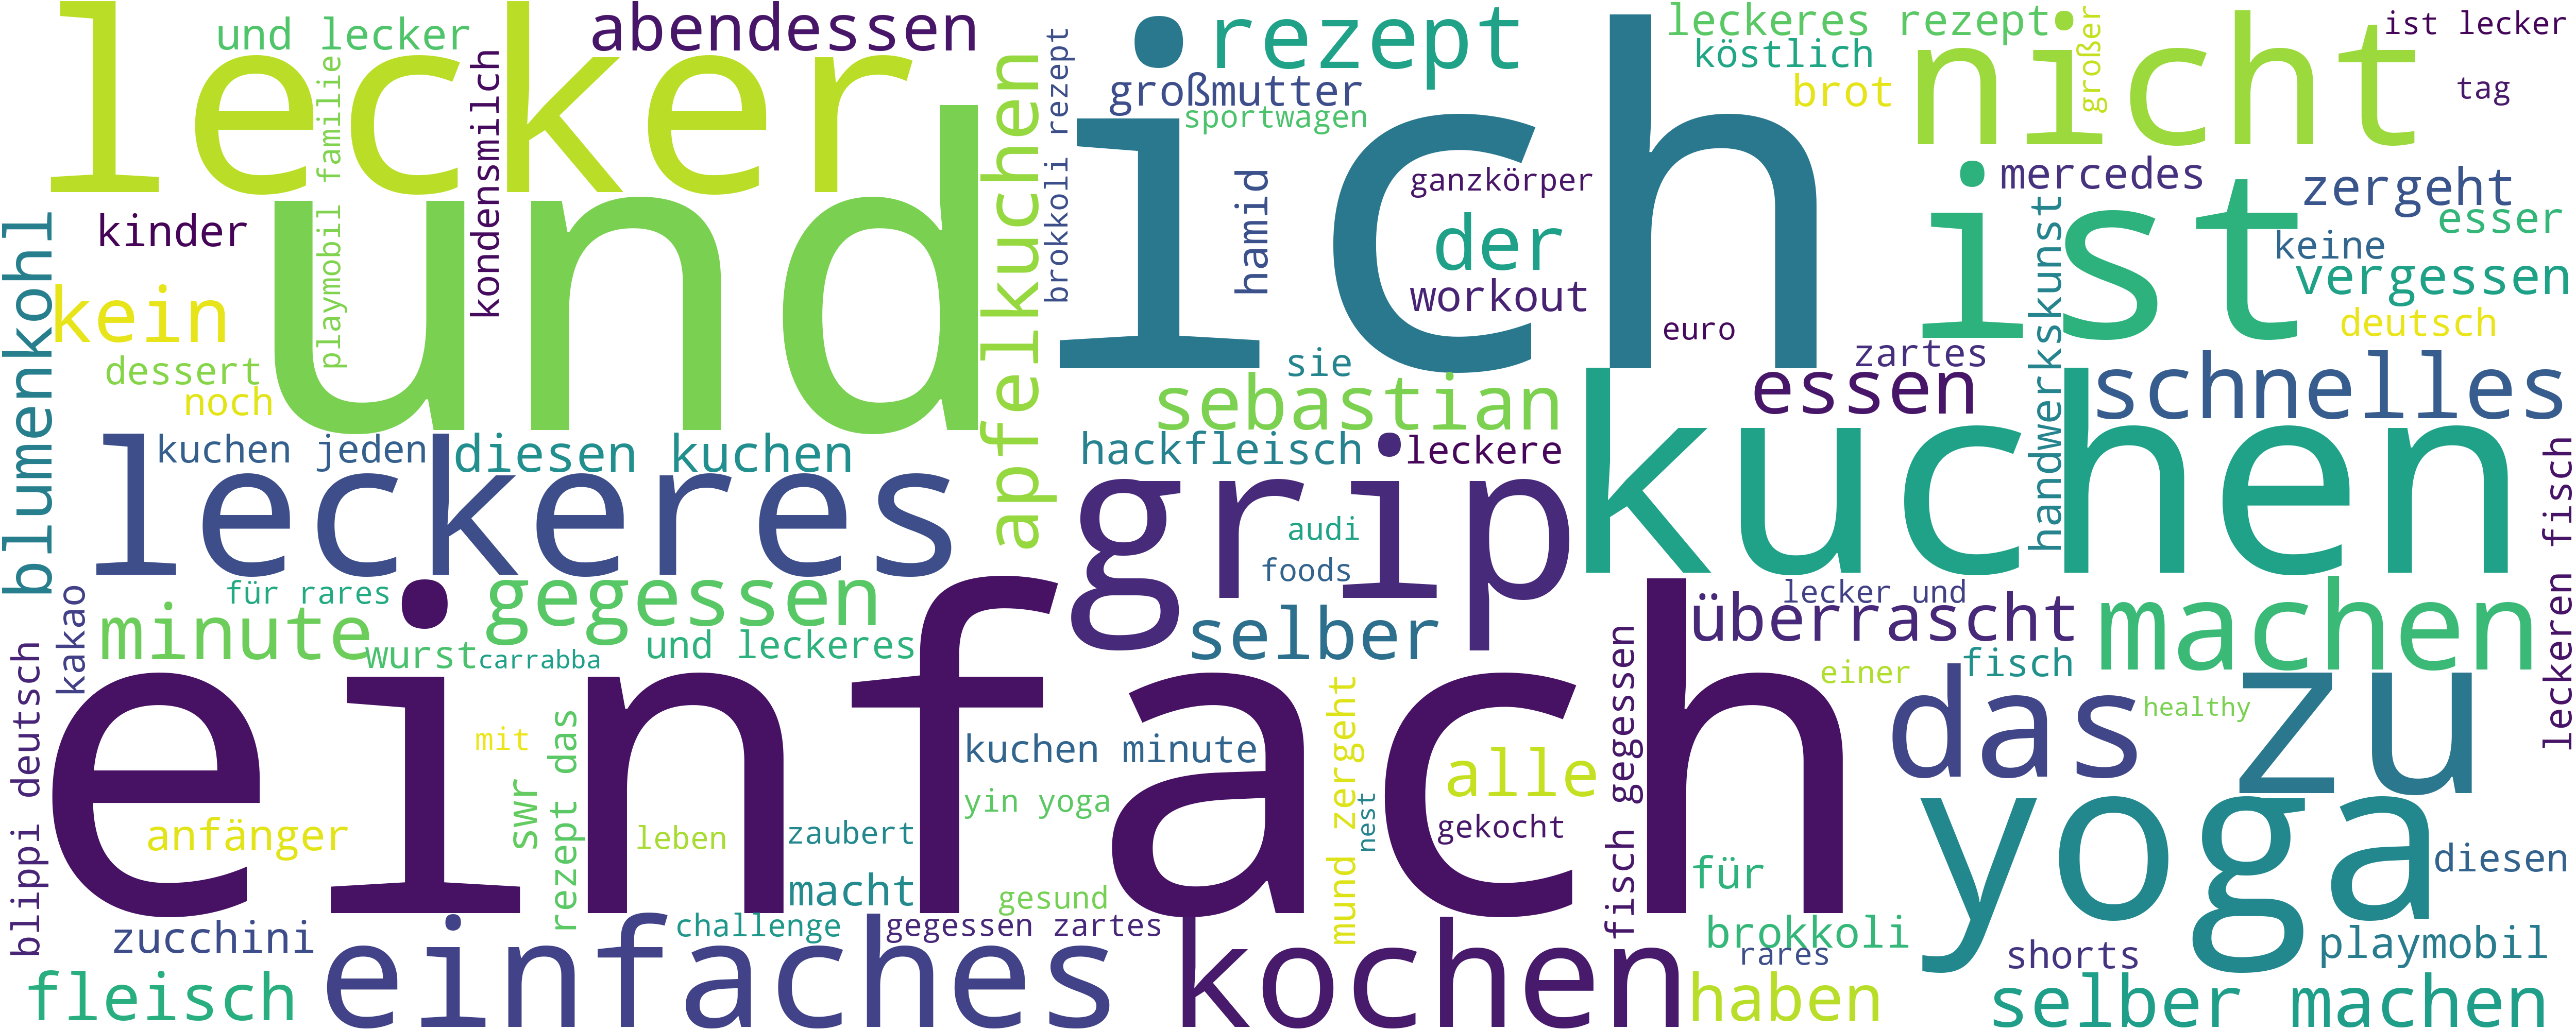 lecker
und lecker
abendessen
rezept
leckeres rezept
ist lecker
köstlich
großer
nicht
brot
tag
großmutter
sportwagen
playmobil familie
kondensmilch
brokkoli rezept
ich
und
apfelkuchen
kinder
hamid
ganzkörper
der
workout
mercedes
zergeht
esser
ist
keine
vergessen
deutsch
handwerkskunst
blumenkohl
kein
dessert
noch
sie
euro
zartes
essen
schnelles
sebastian
kuchen jeden
diesen kuchen
hackfleisch
leckere
kuchen
leckeres
grip
audi
foods
leckeren fisch
für rares
gegessen
minute
kakao
wurst
carrabba
und leckeres
selber
überrascht
lecker und
machen
einfach
einer
fisch
das
zu
healthy
fisch gegessen
blippi deutsch
mit
swr
rezept das
kuchen minute
yin yoga
mund zergeht
nest
alle
gekocht
yoga
anfänger
leben
zaubert
macht
gesund
für
diesen
zucchini
challenge
gegessen zartes
brokkoli
rares
shorts
playmobil
fleisch
einfaches
kochen
haben
selber machen